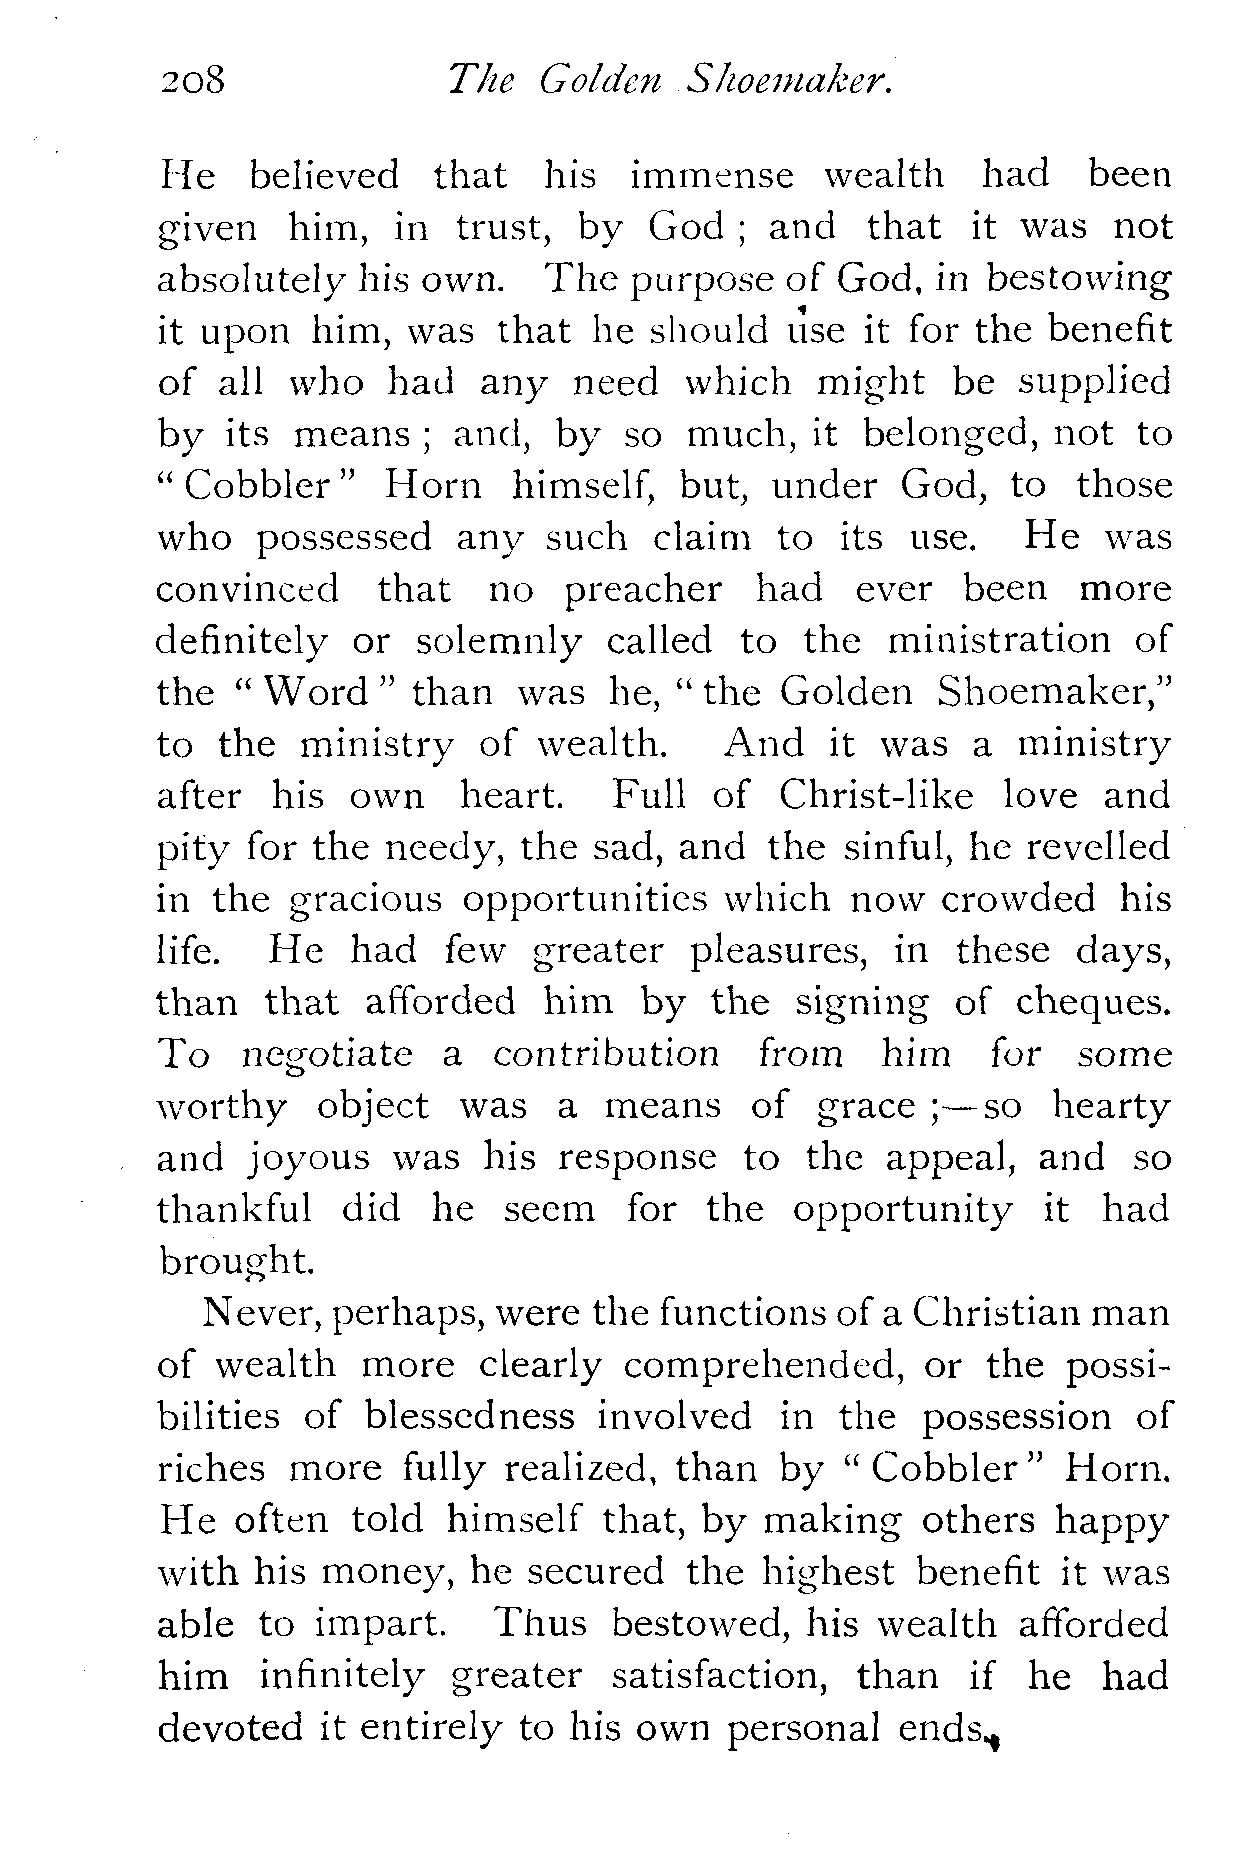 208 The Golden Shoemaker.
He believed that his immense wealth had been
given him, in trust, by God ; and that it was not
absolutely his own. The purpose of God, in bestowing
it upon him, was that he should use it for the benefit
of all who had any need which might be supplied
by its means ; and, by so much, it belonged, not to
“ Cobbler ” Horn himself, but, under God, to those
who possessed any such claim to its use. He was
convinced that no preacher had ever been more
definitely or solemnly called to the ministration of
the “ Word ” than was he, “ the Golden Shoemaker,”
to the ministry of wealth. And it was a ministry
after his own heart. Full of Christ-like love and
pity for the needy, the sad, and the sinful, he revelled
in the gracious opportunities which now crowded his
life. He had few greater pleasures, in these days,
than that afforded him by the signing of cheques.
To negotiate a contribution from him for some
worthy object was a means of grace ;—so hearty
and joyous was his response to the appeal, and so
thankful did he seem for the opportunity it had
brought.
Never, perhaps, were the functions of a Christian man
of wealth more clearly comprehended, or the possi-
bilities of blessedness involved in the possession of
riches more fully realized, than by “ Cobbler ” Horn.
He often told himself that, by making others happy
with his money, he secured the highest benefit it was
able to impart. Thus bestowed, his wealth afforded
him infinitely greater satisfaction, than if he had
devoted it entirely to his own personal ends.